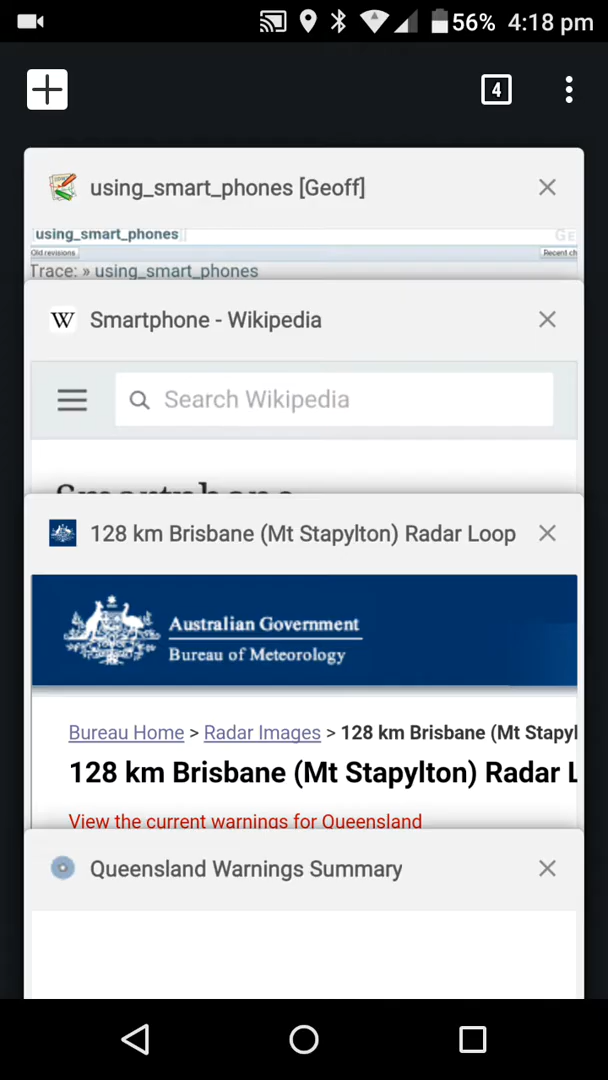 56% 4:18 pm
4
using_smart_phones [Geoff]
using_smart_phones
Old revisions Recent ch
Trace: » using_smart_phones
W Smartphone - Wikipedia
Search Wikipedia
Smartphone
128 km Brisbane (Mt Stapylton) Radar Loop
Australian Government
Bureau of Meteorology
Bureau Home > Radar Images > 128 km Brisbane (Mt Stapyl
128 km Brisbane (Mt Stapylton) Radar L
View the current warnings for Queensland
Queensland Warnings Summary